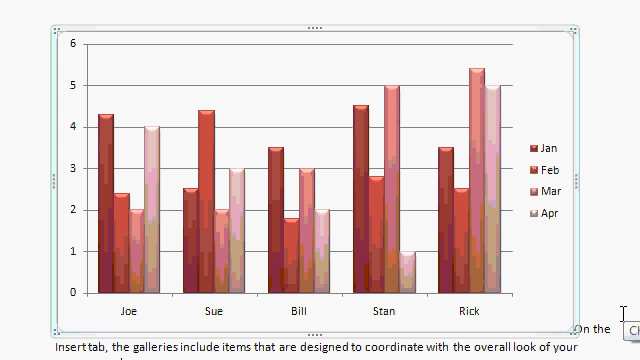 6
5
4
3
2
1
0
Joe Sue Bill Stan Rick
Jan
Feb
Mar
Apr
On the
Insert tab, the galleries include items that are designed to coordinate with the overall look of your